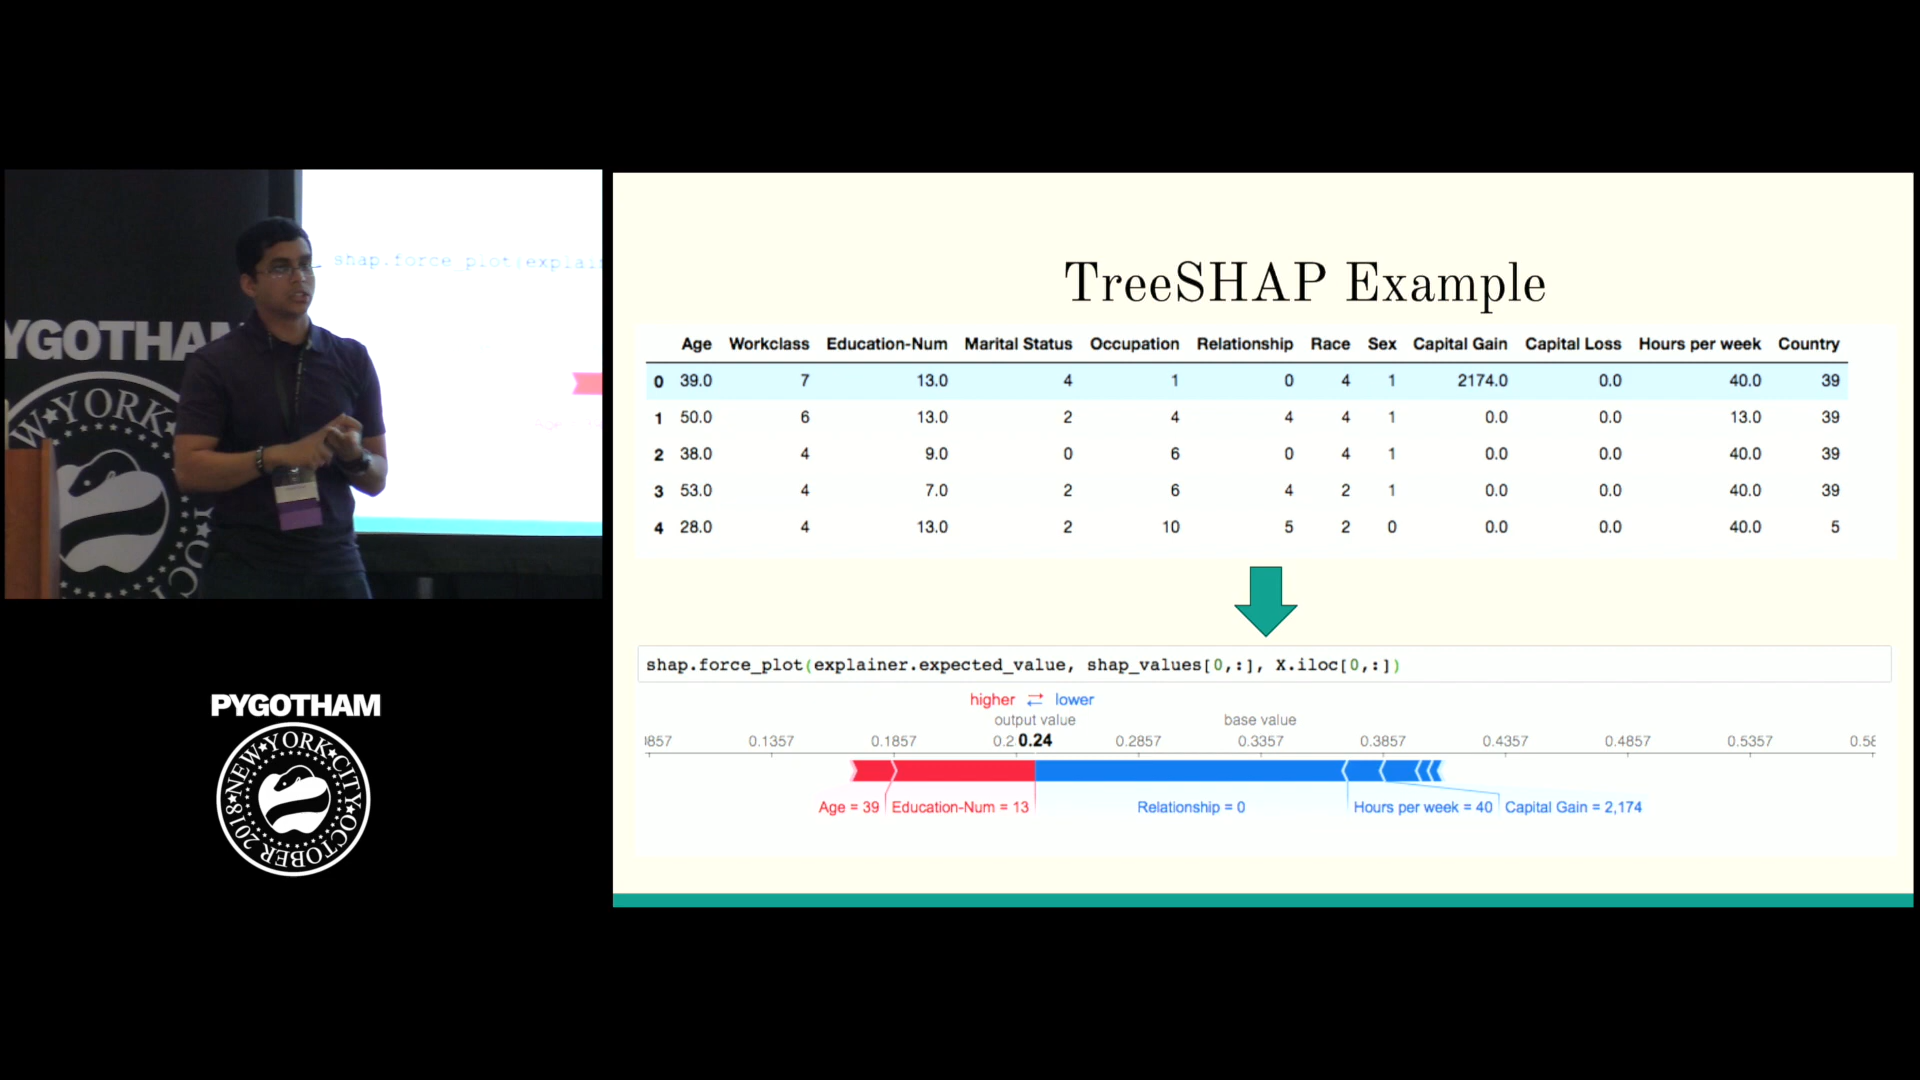 shap.force_plot(explai
YGOTHA
W★YORK
OCT
PYGOTHAM
NEW★YORK★CITY★OCTOBER 2018★
TreeSHAP Example
Age Workclass Education-Num Marital Status Occupation Relationship Race Sex Capital Gain Capital Loss Hours per week Country
0 39.0 7 13.0 4 1 0 4 1 2174.0 0.0 40.0 39
1 50.0 6 13.0 2 4 4 4 1 0.0 0.0 13.0 39
2 38.0 4 9.0 0 6 0 4 1 0.0 0.0 40.0 39
3 53.0 4 7.0 2 6 4 2 1 0.0 0.0 40.0 39
4 28.0 4 13.0 2 10 5 2 0 0.0 0.0 40.0 5
shap.force_plot(explainer.expected_value, shap_values[0,:], X.iloc[0,:])
higher ⇄ lower
output value base value
0.1357 0.1857 0.2 0.24 0.2857 0.3357 0.3857 0.4357 0.4857 0.5357
Age = 39 Education-Num = 13 Relationship = 0 Hours per week = 40 Capital Gain = 2,174